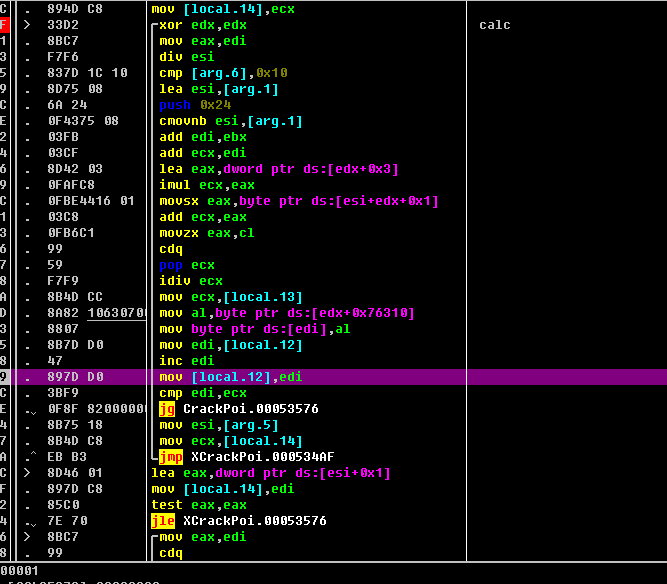 C . 894D C8 mov [local.14],ecx
F > 33D2 xor edx,edx calc
1 . 8BC7 mov eax,edi
3 . F7F6 div esi
5 . 837D 1C 10 cmp [arg.6],0x10
9 . 8D75 08 lea esi,[arg.1]
C . 6A 24 push 0x24
E . 0F4375 08 cmovnb esi,[arg.1]
2 . 03FB add edi,ebx
4 . 03CF add ecx,edi
6 . 8D42 03 lea eax,dword ptr ds:[edx+0x3]
9 . 0FAFC8 imul ecx,eax
C . 0FBE4416 01 movsx eax,byte ptr ds:[esi+edx+0x1]
1 . 03C8 add ecx,eax
3 . 0FB6C1 movzx eax,cl
6 . 99 cdq
7 . 59 pop ecx
8 . F7F9 idiv ecx
A . 8B4D CC mov ecx,[local.13]
D . 8A82 1063070 mov al,byte ptr ds:[edx+0x76310]
3 . 8807 mov byte ptr ds:[edi],al
5 . 8B7D D0 mov edi,[local.12]
8 . 47 inc edi
9 . 897D D0 mov [local.12],edi
C . 3BF9 cmp edi,ecx
E . 0F8F 82000000 jg CrackPoi.00053576
4 . 8B75 18 mov esi,[arg.5]
7 . 8B4D C8 mov ecx,[local.14]
A .^ EB B3 jmp XCrackPoi.000534AF
C > 8D46 01 lea eax,dword ptr ds:[esi+0x1]
F . 897D C8 mov [local.14],edi
2 . 85C0 test eax,eax
4 . 7E 70 jle XCrackPoi.00053576
6 > 8BC7 mov eax,edi
8 . 99 cdq
00001